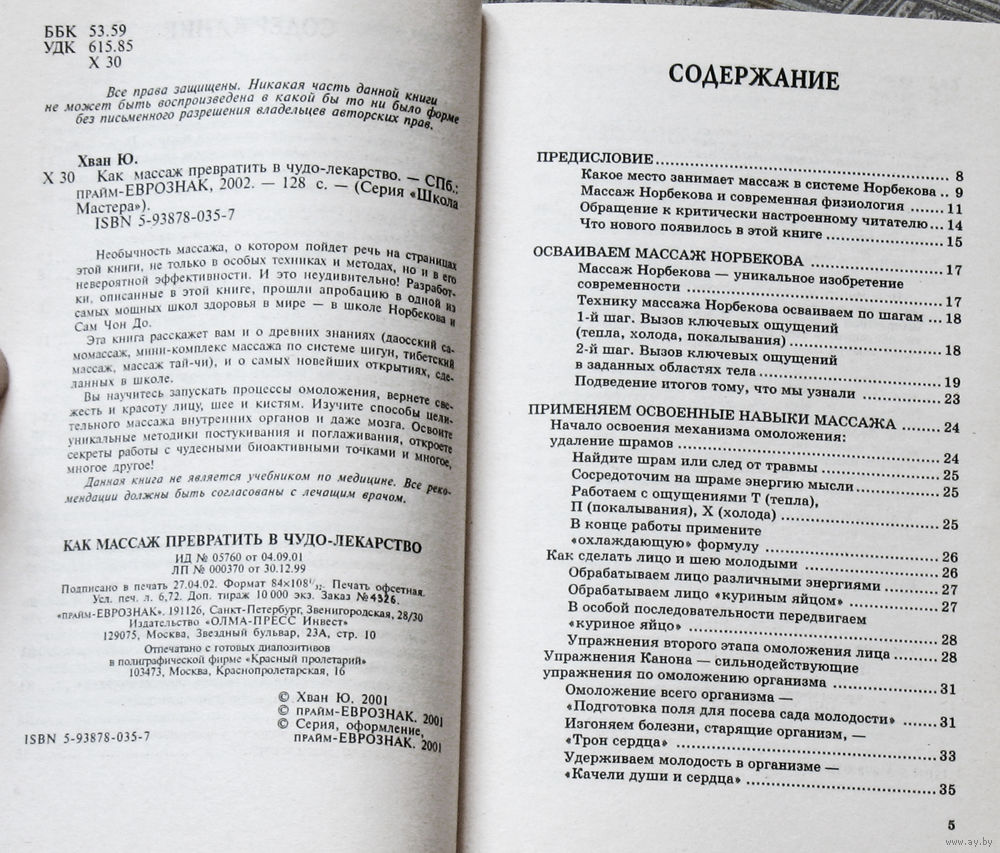 ББК 53.59
УДК 615.85
Х 30
Все права защищены. Никакая часть данной книги
не может быть воспроизведена в какой бы то ни было форме
без письменного разрешения владельцев авторских прав.
Хван Ю.
Х 30 Как массаж превратить в чудо-лекарство. — СПб.:
ПРАЙМ-ЕВРОЗНАК, 2002. — 128 с. — (Серия «Школа
Мастера»).
ISBN 5-93878-035-7
Необычность массажа, о котором пойдет речь на страницах
этой книги, не только в особых техниках и методах, но и в его
невероятной эффективности. И это неудивительно! Разработ-
ки, описанные в этой книге, прошли апробацию в одной из
самых мощных школ здоровья в мире — в школе Норбекова и
Сам Чон До.
Эта книга расскажет вам и о древних знаниях (даосский са-
момассаж, мини-комплекс массажа по системе цигун, тибетский
массаж, массаж тай-чи), и о самых новейших открытиях, сде-
ланных в школе.
Вы научитесь запускать процессы омоложения, вернете све-
жесть и красоту лицу, шее и кистям. Изучите способы цели-
тельного массажа внутренних органов и даже мозга. Освоите
уникальные методики постукивания и поглаживания, откроете
секреты работы с чудесными биоактивными точками и многое,
многое другое!
Данная книга не является учебником по медицине. Все реко-
мендации должны быть согласованы с лечащим врачом.
КАК МАССАЖ ПРЕВРАТИТЬ В ЧУДО-ЛЕКАРСТВО
ИД № 05760 от 04.09.01
ЛП № 000370 от 30.12.99
Подписано в печать 27.04.02. Формат 84×108¹/₃₂. Печать офсетная.
Усл. печ. л. 6,72. Доп. тираж 10 000 экз. Заказ №4326.
«ПРАЙМ-ЕВРОЗНАК». 191126, Санкт-Петербург, Звенигородская, 28/30
Издательство «ОЛМА-ПРЕСС Инвест»
129075, Москва, Звездный бульвар, 23А, стр. 10
Отпечатано с готовых диапозитивов
в полиграфической фирме «Красный пролетарий»
103473, Москва, Краснопролетарская, 16
© Хван Ю. 2001
© ПРАЙМ-ЕВРОЗНАК. 2001
© Серия, оформление,
ПРАЙМ-ЕВРОЗНАК. 2001
ISBN 5-93878-035-7
СОДЕРЖАНИЕ
ПРЕДИСЛОВИЕ ... 8
Какое место занимает массаж в системе Норбекова .. 9
Массаж Норбекова и современная физиология ... 11
Обращение к критически настроенному читателю ... 14
Что нового появилось в этой книге ... 15
ОСВАИВАЕМ МАССАЖ НОРБЕКОВА ... 17
Массаж Норбекова — уникальное изобретение
современности ... 17
Технику массажа Норбекова осваиваем по шагам ... 18
1-й шаг. Вызов ключевых ощущений
(тепла, холода, покалывания) ... 18
2-й шаг. Вызов ключевых ощущений
в заданных областях тела ... 19
Подведение итогов тому, что мы узнали ... 23
ПРИМЕНЯЕМ ОСВОЕННЫЕ НАВЫКИ МАССАЖА ... 24
Начало освоения механизма омоложения:
удаление шрамов ... 24
Найдите шрам или след от травмы ... 25
Сосредоточим на шраме энергию мысли ... 25
Работаем с ощущениями Т (тепла),
П (покалывания), Х (холода) ... 25
В конце работы примените
«охлаждающую» формулу ... 26
Как сделать лицо и шею молодыми ... 26
Обрабатываем лицо различными энергиями ... 27
Обрабатываем лицо «куриным яйцом» ... 27
В особой последовательности передвигаем
«куриное яйцо» ... 28
Упражнения второго этапа омоложения лица ... 28
Упражнения Канона — сильнодействующие
упражнения по омоложению организма ... 31
Омоложение всего организма —
«Подготовка поля для посева сада молодости» ... 31
Изгоняем болезни, старящие организм, —
«Трон сердца» ... 33
Удерживаем молодость в организме —
«Качели души и сердца» ... 35
5
www.ay.by